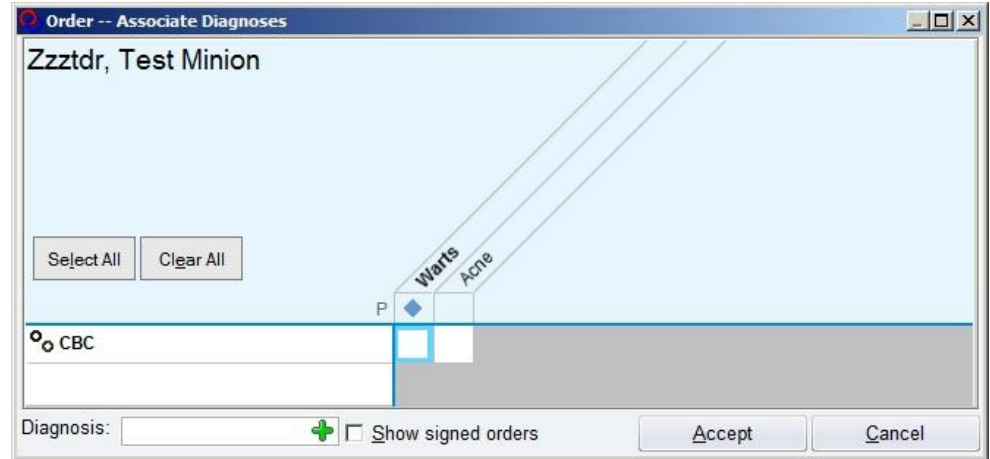 Order -- Associate Diagnoses
Zzztdr, Test Minion
Select All Clear All
Warts Acne
P
CBC
Diagnosis: Show signed orders Accept Cancel